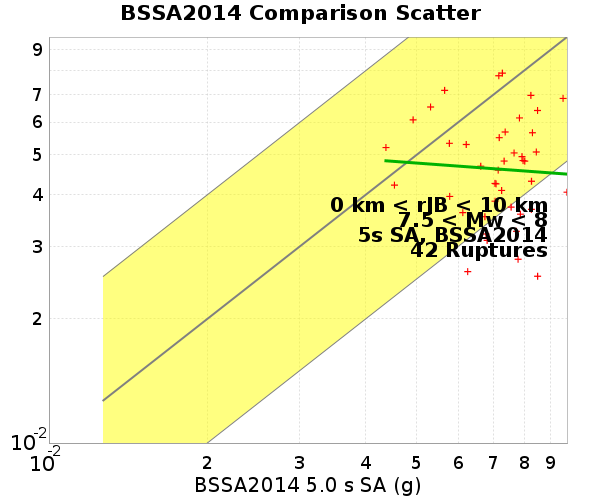 BSSA2014 Comparison Scatter
9
7
6
5
4
3
2
10-2
10-2
2 3 4 5 6 7 8 9
0 km < rJB < 10 km
7.5 < Mw < 8
5s SA, BSSA2014
42 Ruptures
BSSA2014 5.0 s SA (g)